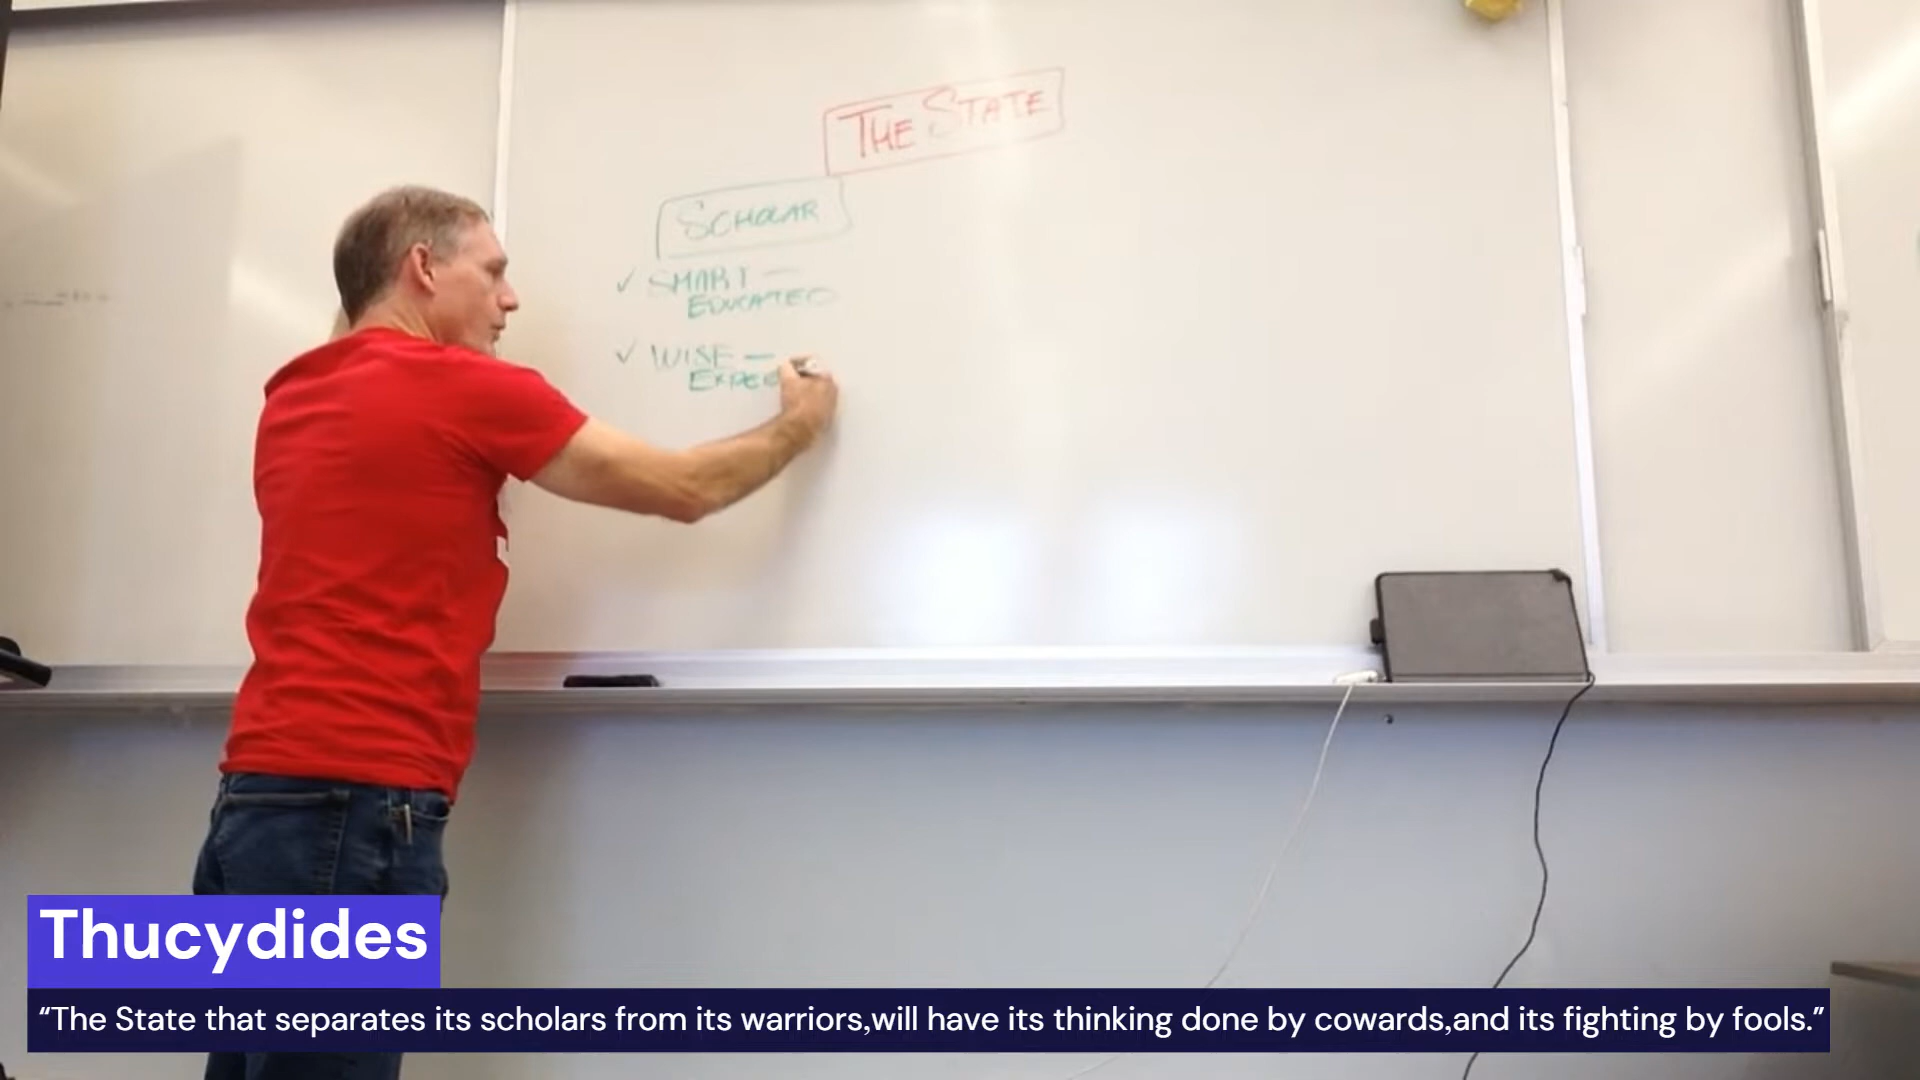 THE STATE
SCHOLAR
✓ SMART —
EDUCATED
✓ WISE —
Thucydides
“The State that separates its scholars from its warriors,will have its thinking done by cowards,and its fighting by fools.”